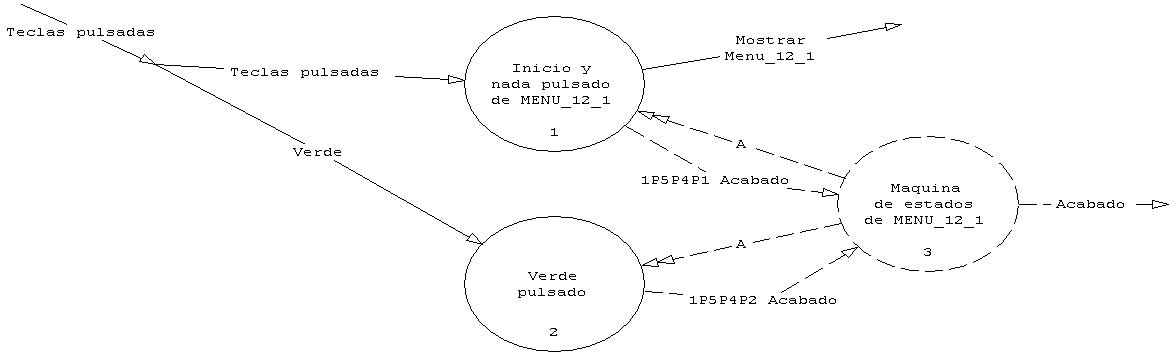 Teclas pulsadas
Teclas pulsadas
Inicio y
nada pulsado
de MENU_12_1
1
Mostrar
Menu_12_1
Verde
A
1P5P4P1 Acabado
Maquina
de estados
de MENU_12_1
3
Acabado
A
Verde
pulsado
2
1P5P4P2 Acabado